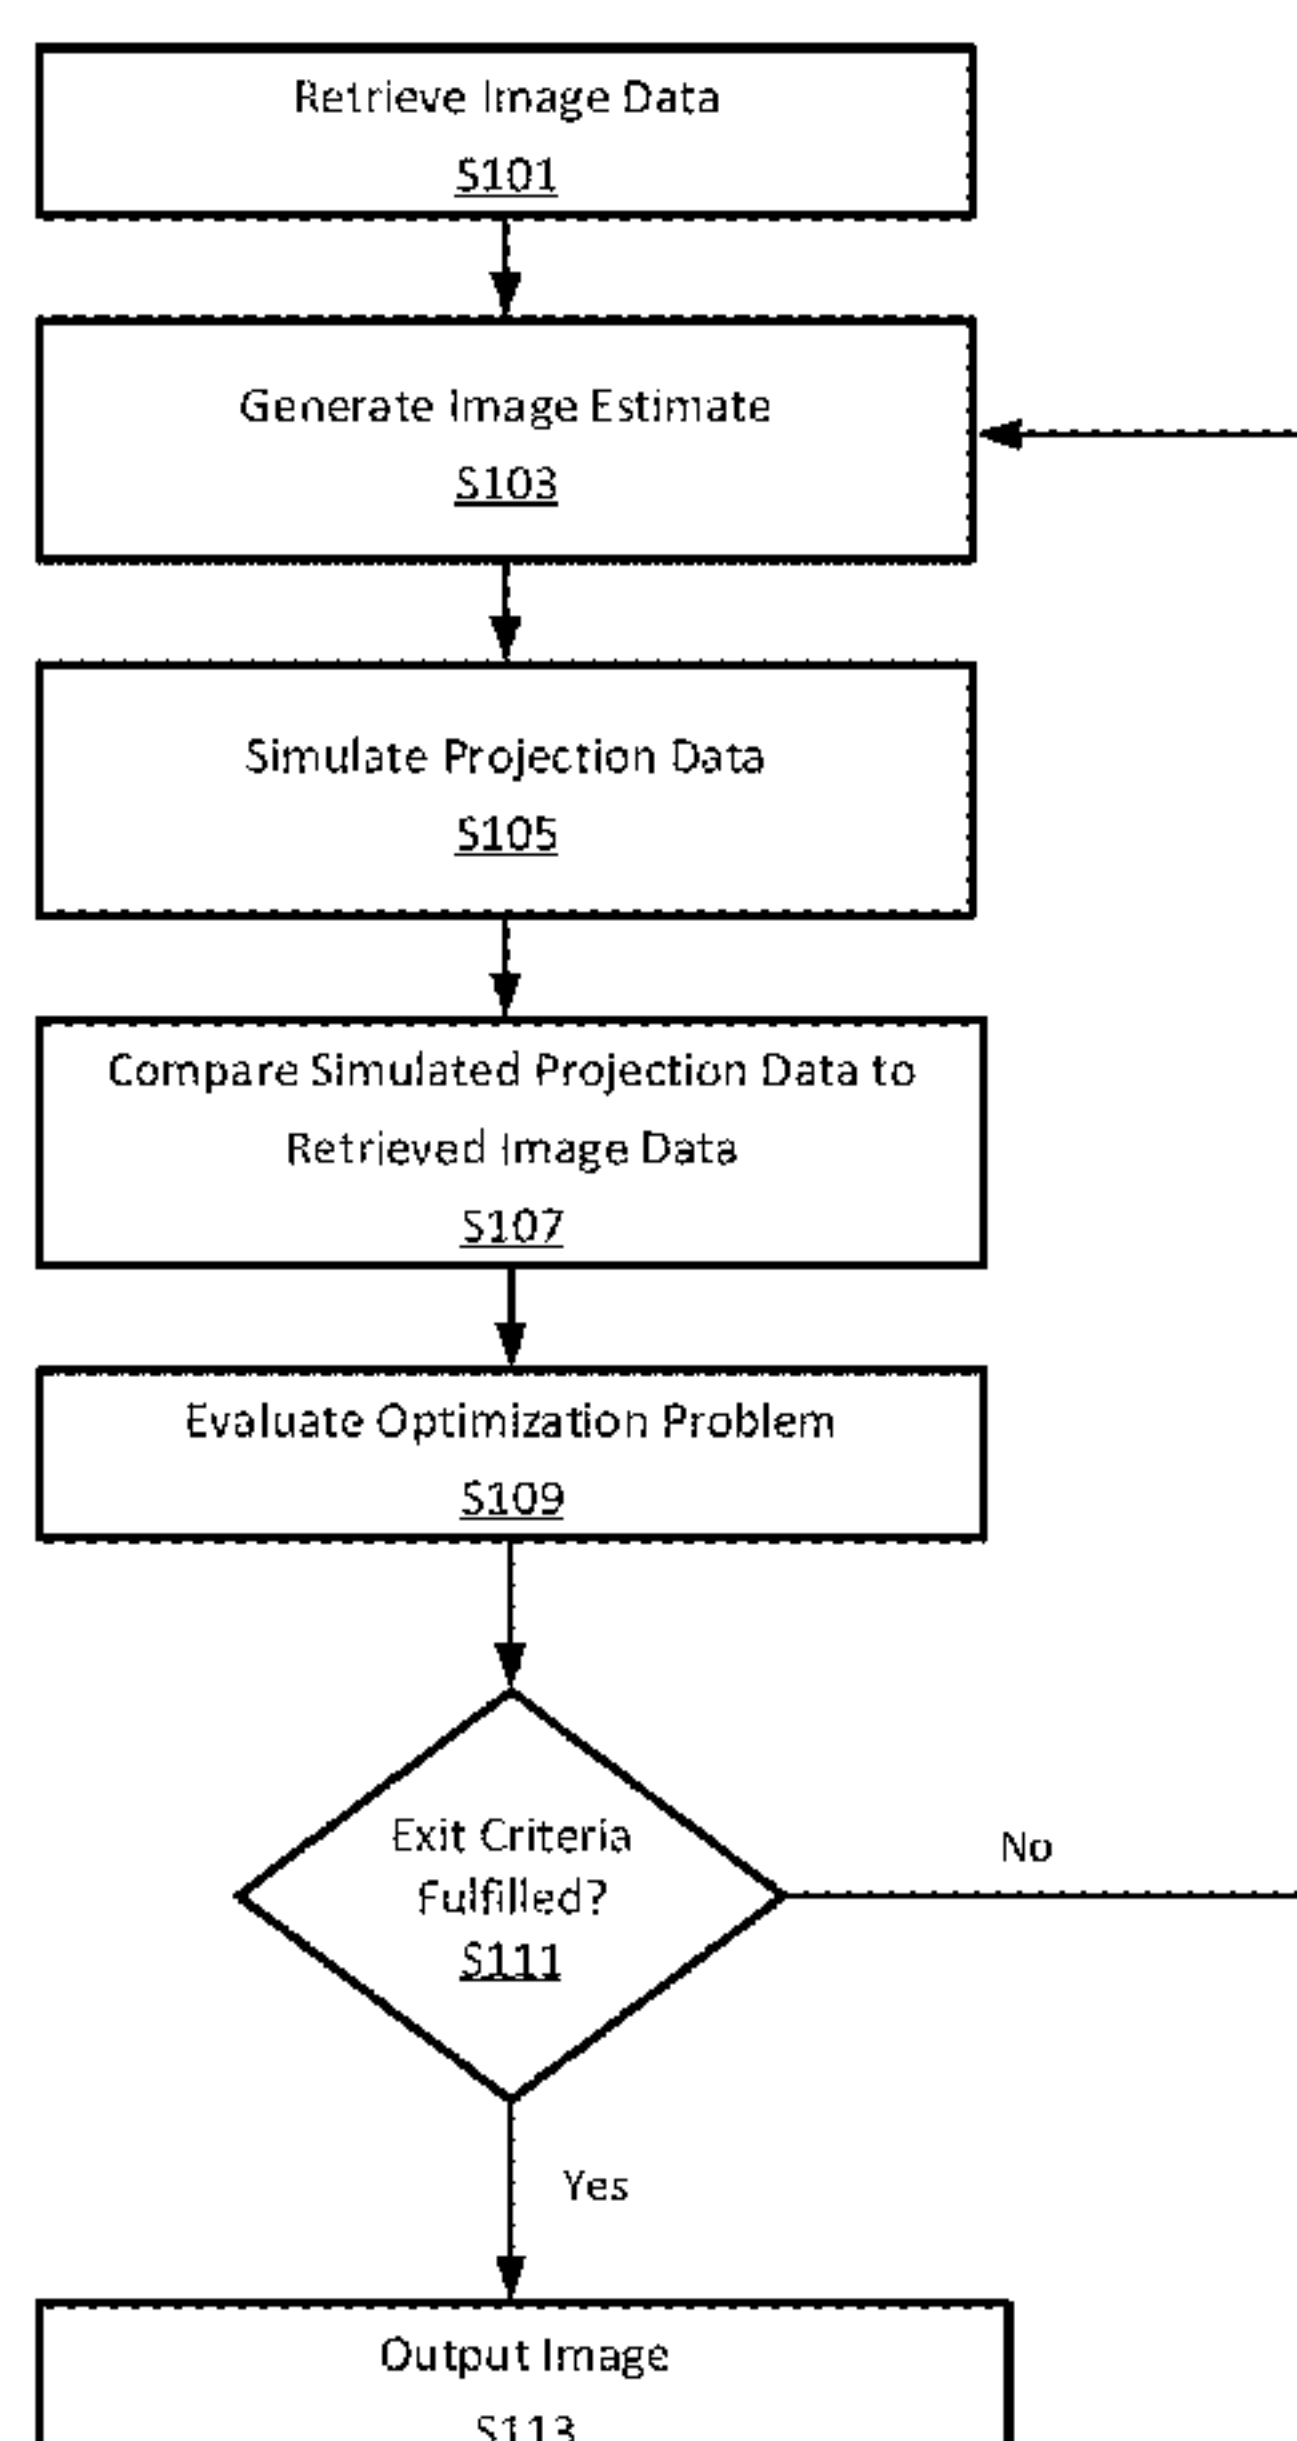 Retrieve Image Data
S101
Generate Image Estimate
S103
Simulate Projection Data
S105
Compare Simulated Projection Data to
Retrieved Image Data
S107
Evaluate Optimization Problem
S109
Exit Criteria
Fulfilled?
S111
No
Yes
Output Image
S113